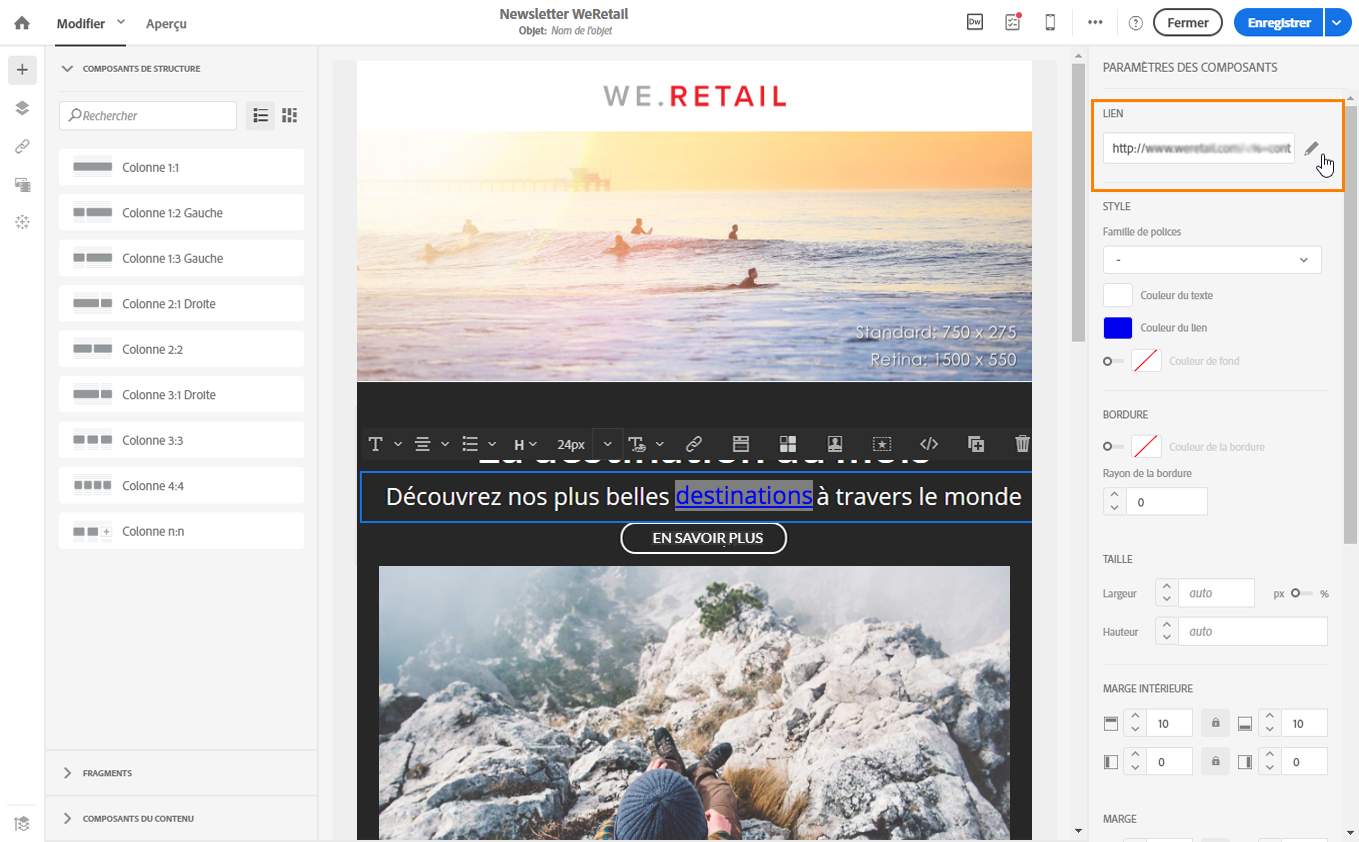 Newsletter WeRetail
Objet: Nom de l'objet
Modifier
Aperçu
Dw
Fermer
Enregistrer
COMPOSANTS DE STRUCTURE
Rechercher
Colonne 1:1
Colonne 1:2 Gauche
Colonne 1:3 Gauche
Colonne 2:1 Droite
Colonne 2:2
Colonne 3:1 Droite
Colonne 3:3
Colonne 4:4
Colonne n:n
FRAGMENTS
COMPOSANTS DU CONTENU
WE.RETAIL
Standard: 750 x 275
Retina: 1500 x 550
H
24px
La destination du mois
Découvrez nos plus belles destinations à travers le monde
EN SAVOIR PLUS
PARAMÈTRES DES COMPOSANTS
LIEN
http://www.weretail.com
STYLE
Famille de polices
-
Couleur du texte
Couleur du lien
Couleur de fond
BORDURE
Couleur de la bordure
Rayon de la bordure
0
TAILLE
Largeur
auto
px
%
Hauteur
auto
MARGE INTÉRIEURE
10
10
0
0
MARGE